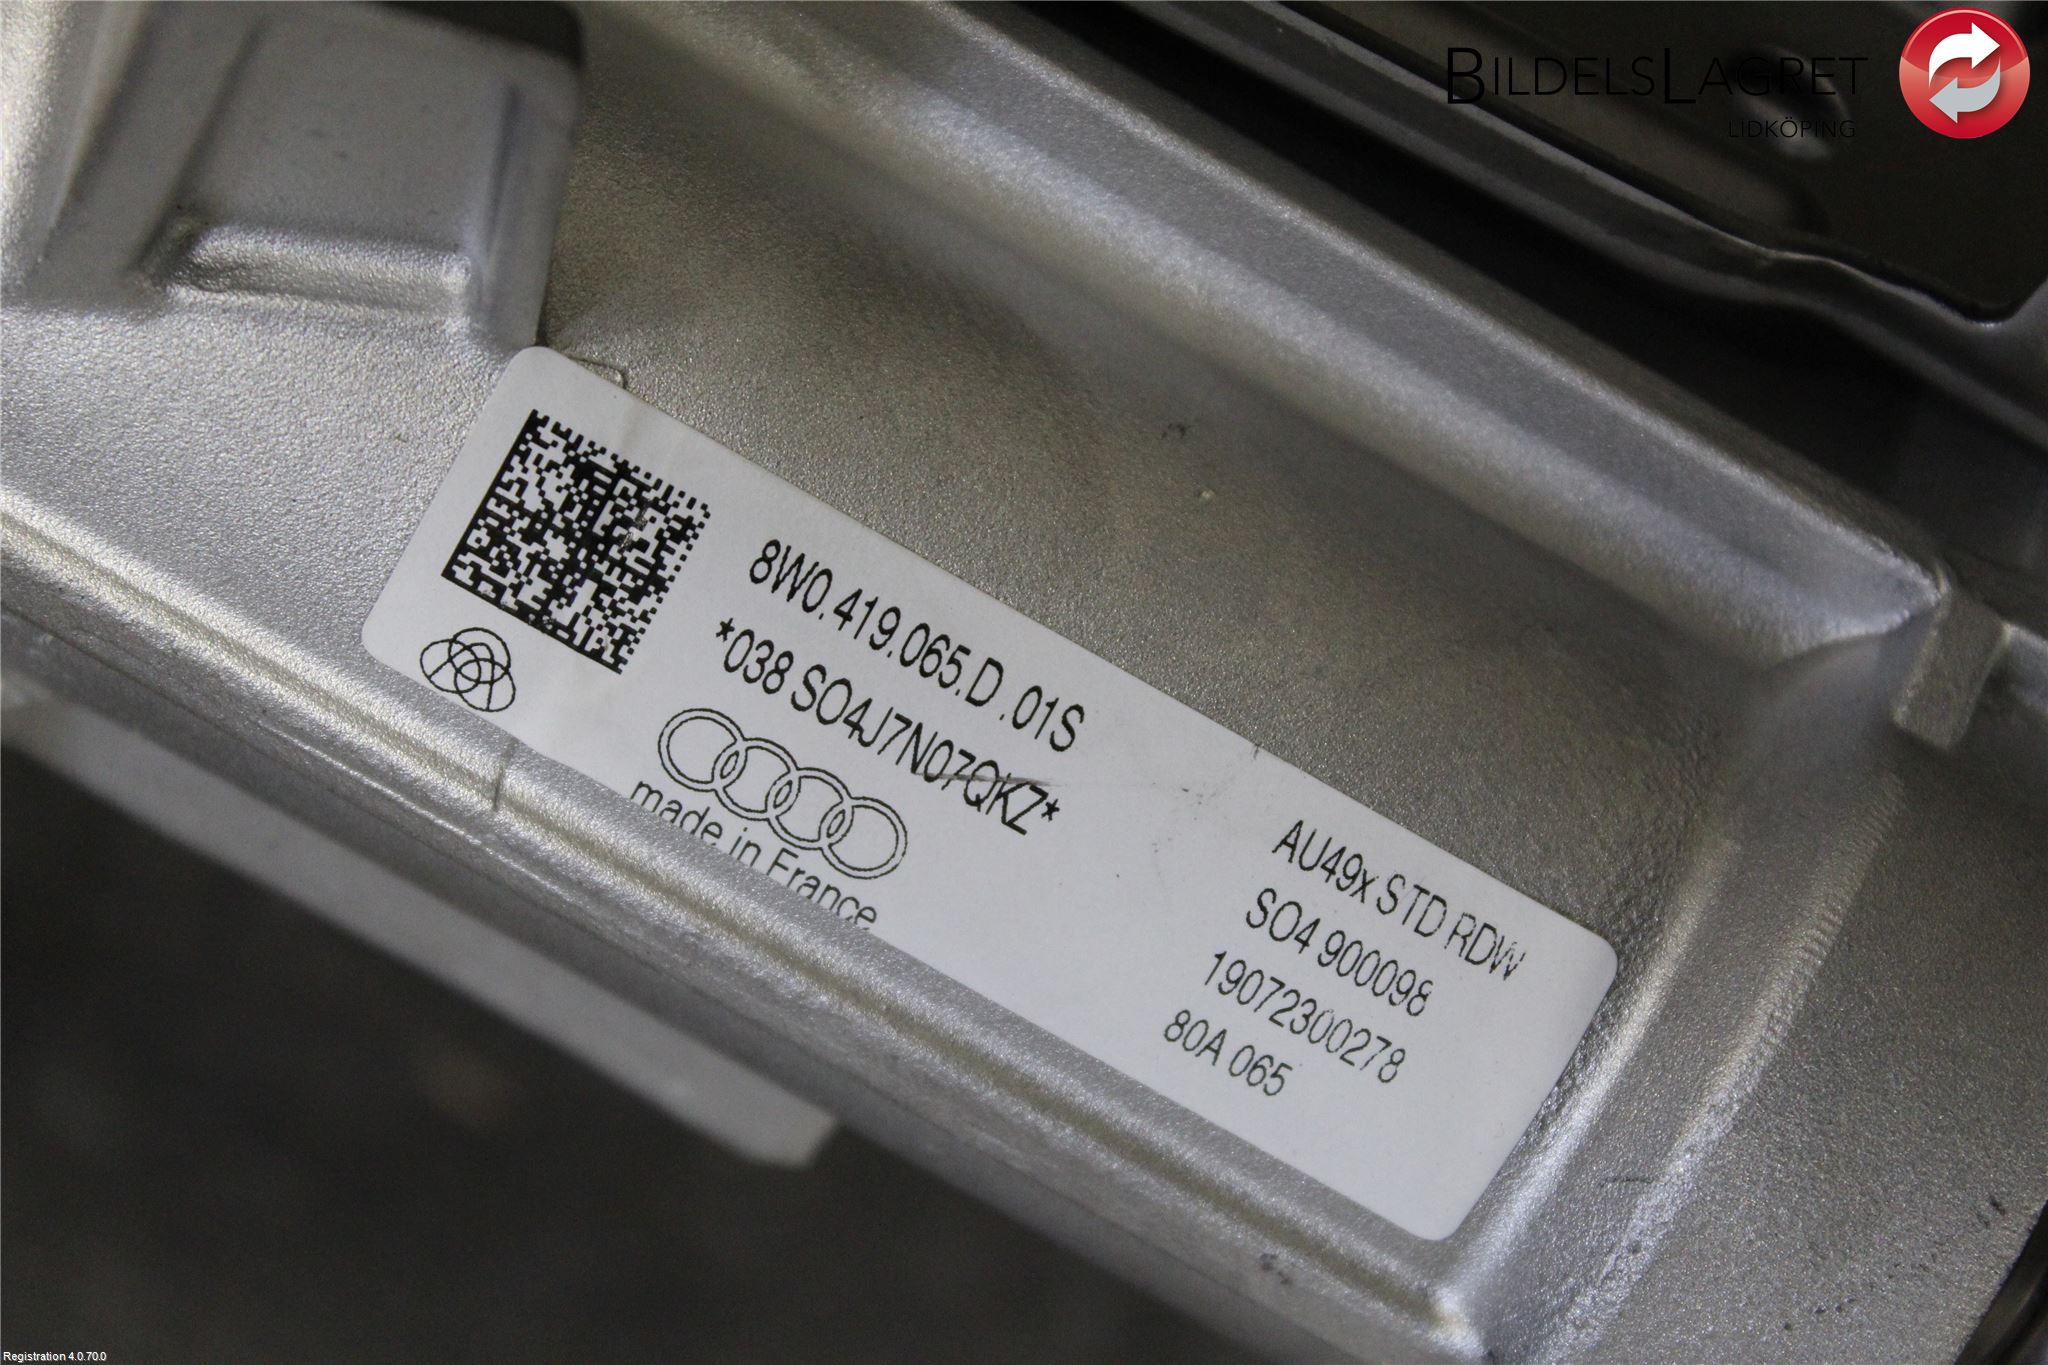 BILDELSLAGRET
LIDKÖPING
8W0.419.065.D .01S
*038 SO4J7N07QKZ*
made in France
AU49x STD RDW
SO4 900098
19072300278
80A 065
Registration 4.0.70.0